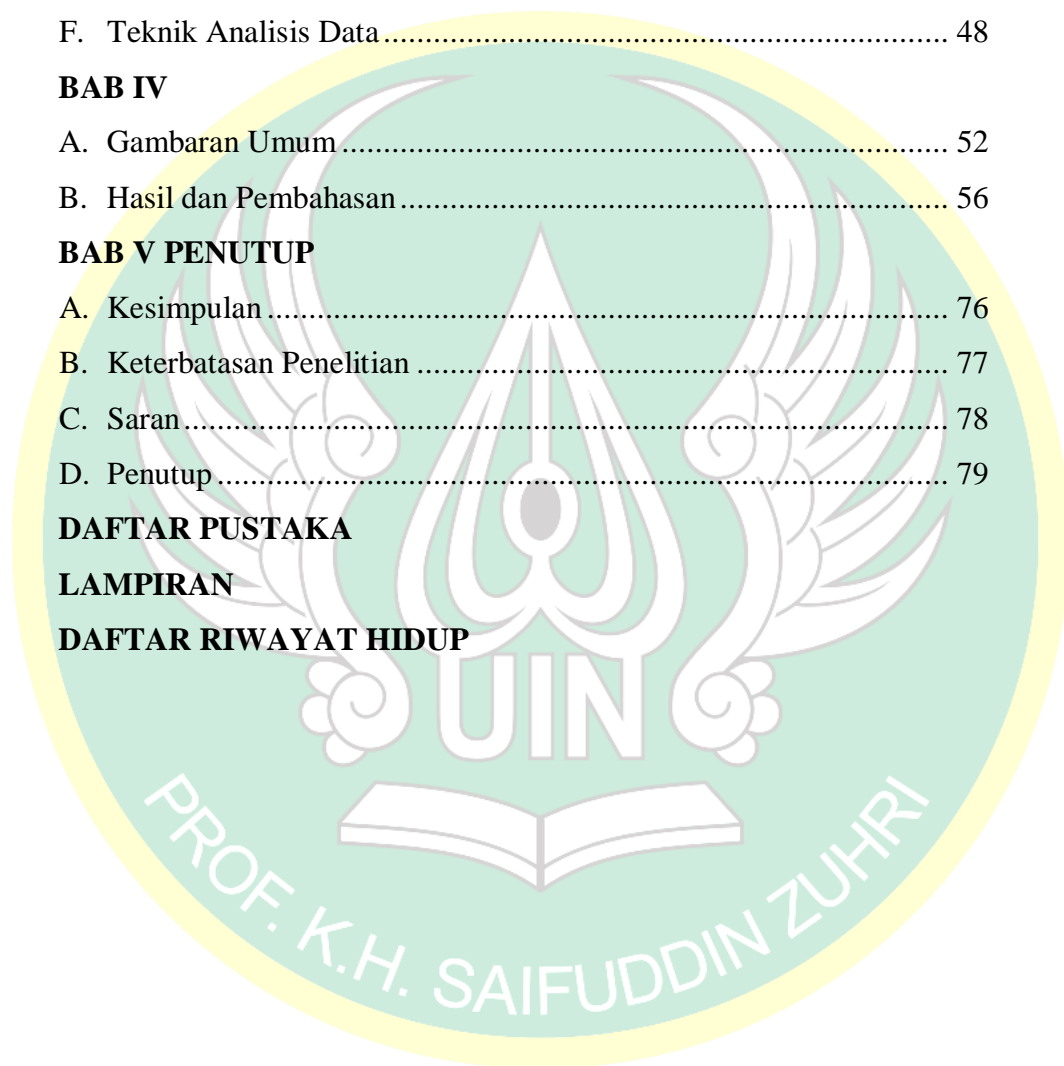 F. Teknik Analisis Data ..................................................................... 48
BAB IV
A. Gambaran Umum .......................................................................... 52
B. Hasil dan Pembahasan ................................................................... 56
BAB V PENUTUP
A. Kesimpulan ................................................................................... 76
B. Keterbatasan Penelitian ................................................................. 77
C. Saran ............................................................................................. 78
D. Penutup ......................................................................................... 79
DAFTAR PUSTAKA
LAMPIRAN
DAFTAR RIWAYAT HIDUP
UIN
PROF. K.H. SAIFUDDIN ZUHRI